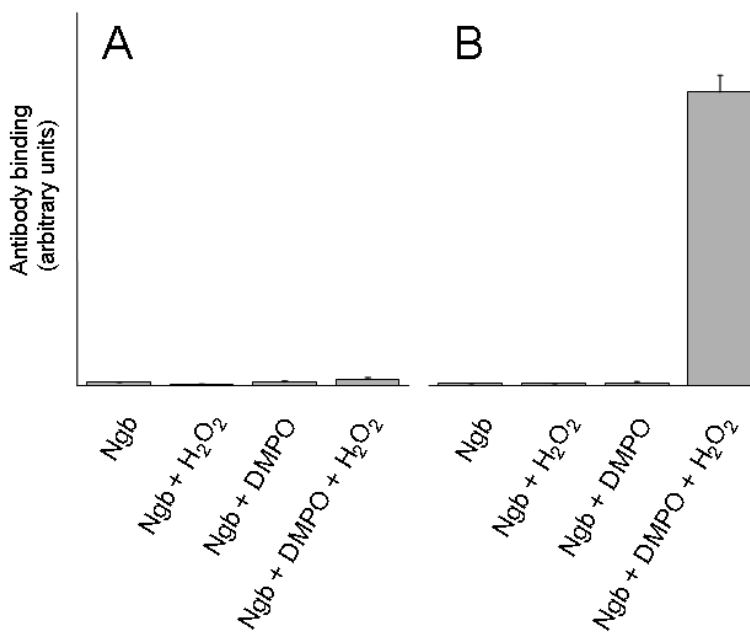 A
B
Antibody binding
(arbitrary units)
Ngb
Ngb + H₂O₂
Ngb + DMPO
Ngb + DMPO + H₂O₂
Ngb
Ngb + H₂O₂
Ngb + DMPO
Ngb + DMPO + H₂O₂